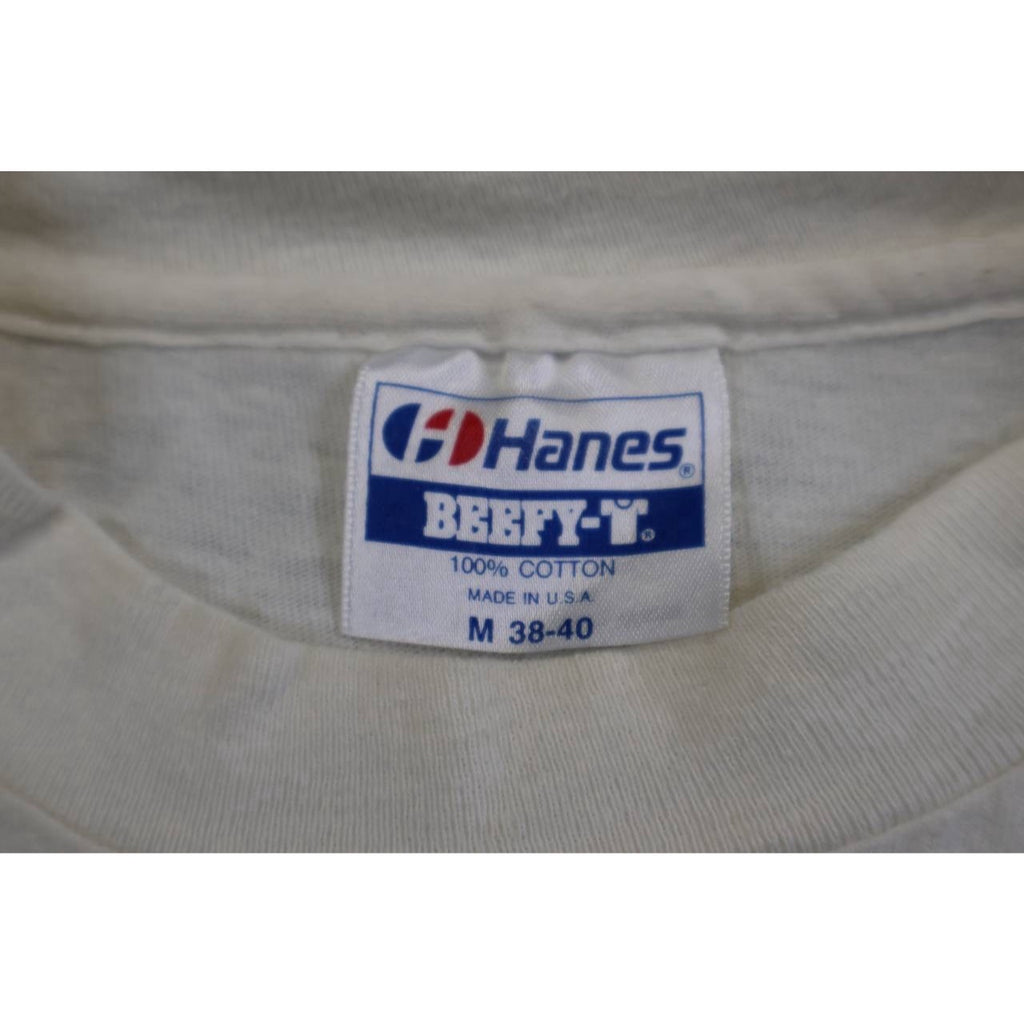 Hanes®
BEEFY-T®
100% COTTON
MADE IN U.S.A.
M 38-40